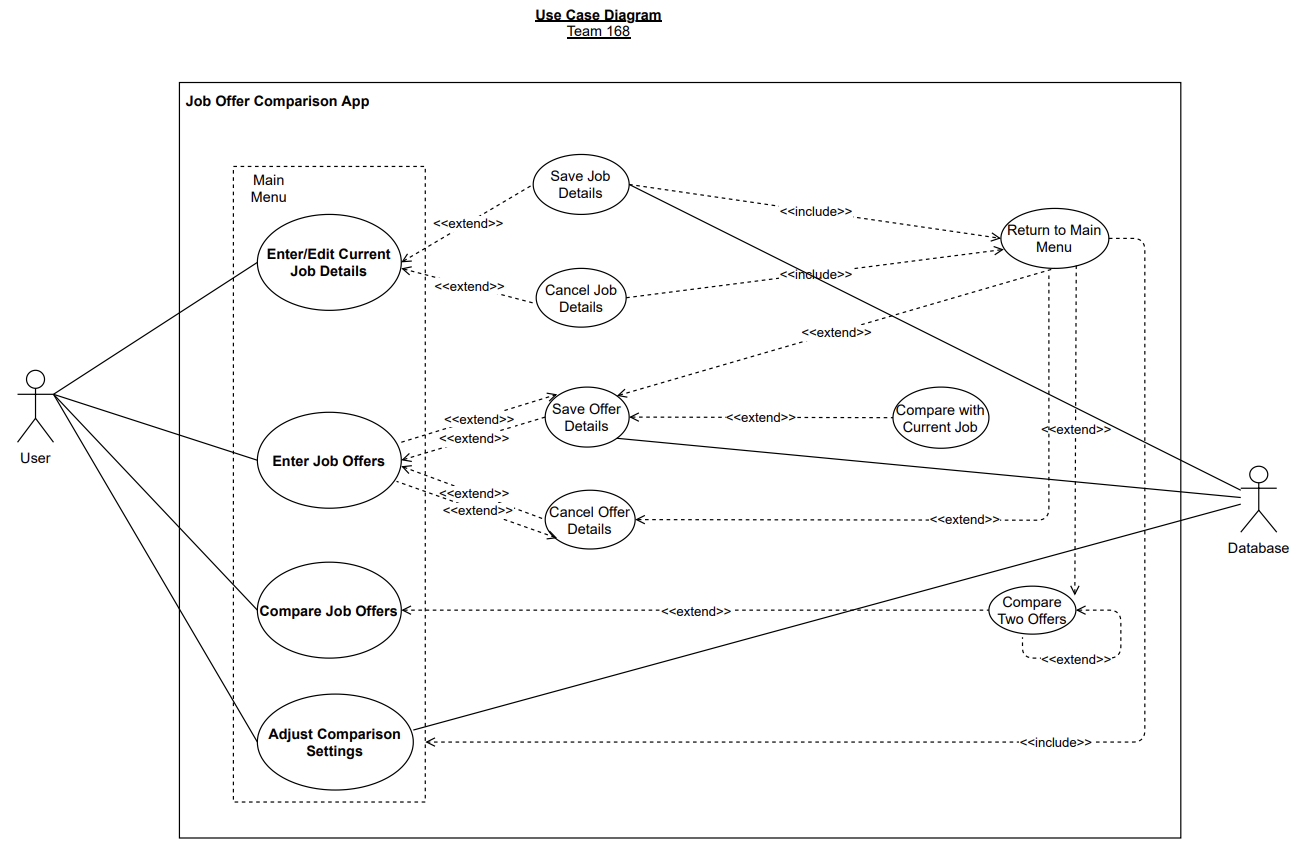 Use Case Diagram
Team 168
Job Offer Comparison App
Main
Menu
Save Job
Details
<<extend>>
<<include>>
Return to Main
Menu
Enter/Edit Current
Job Details
<<extend>>
Cancel Job
Details
<<include>>
<<extend>>
User
Enter Job Offers
<<extend>>
<<extend>>
Save Offer
Details
<<extend>>
Compare with
Current Job
<<extend>>
<<extend>>
<<extend>>
Cancel Offer
Details
<<extend>>
Database
Compare Job Offers
<<extend>>
Compare
Two Offers
<<extend>>
Adjust Comparison
Settings
<<include>>